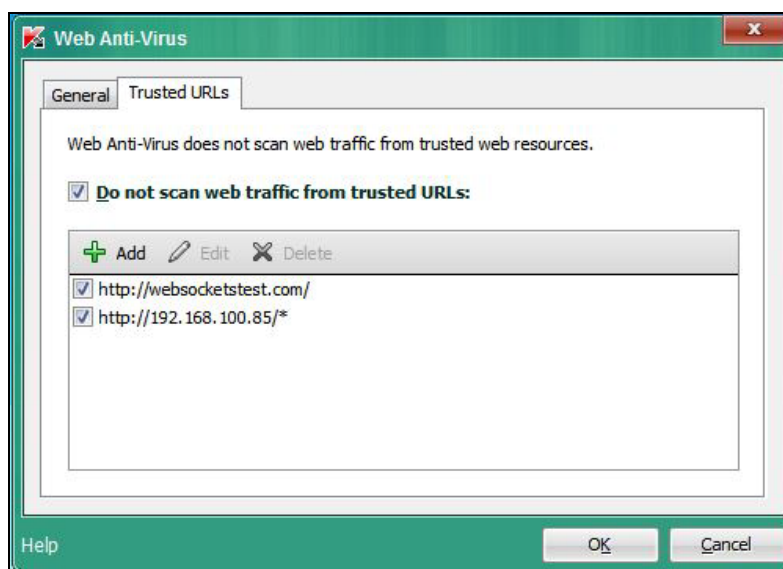 Web Anti-Virus
General Trusted URLs
Web Anti-Virus does not scan web traffic from trusted web resources.
Do not scan web traffic from trusted URLs:
Add Edit Delete
http://websocketstest.com/
http://192.168.100.85/*
Help OK Cancel